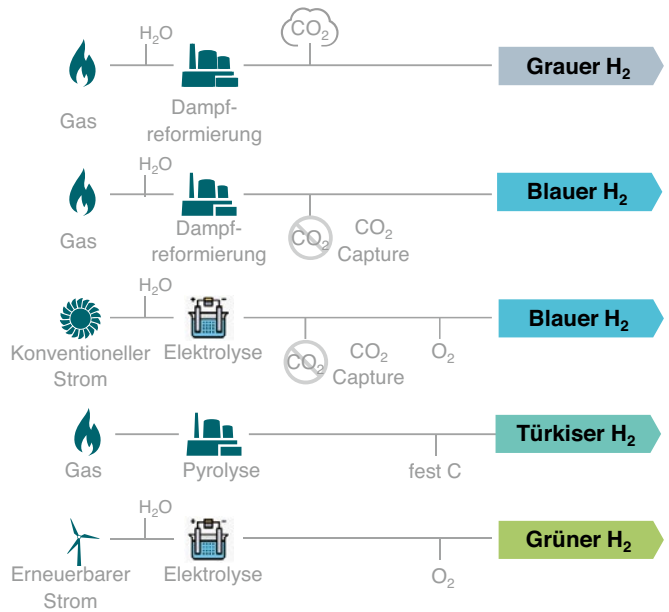 H₂O
CO₂
Grauer H₂
Gas
Dampf-
reformierung
H₂O
Blauer H₂
Gas
Dampf-
reformierung
CO₂
CO₂
Capture
H₂O
+ -
Blauer H₂
Konventioneller
Strom
Elektrolyse
CO₂
CO₂
Capture
O₂
Türkiser H₂
Gas
Pyrolyse
fest C
H₂O
+ -
Grüner H₂
Erneuerbarer
Strom
Elektrolyse
O₂